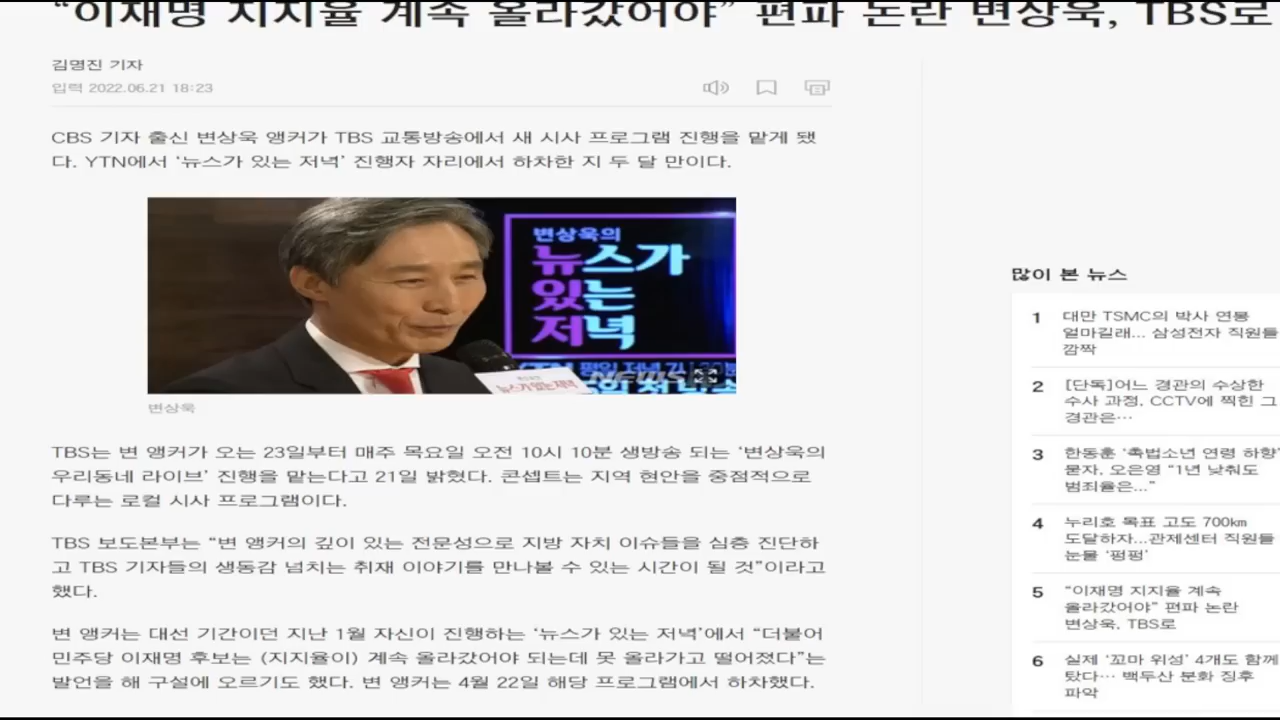 “이재명 지지율 계속 올라갔어야” 편파 논란 변상욱, TBS로
김명진 기자
입력 2022.06.21 18:23
CBS 기자 출신 변상욱 앵커가 TBS 교통방송에서 새 시사 프로그램 진행을 맡게 됐
다. YTN에서 ‘뉴스가 있는 저녁’ 진행자 자리에서 하차한 지 두 달 만이다.
변상욱의
뉴스가
있는
저녁
뉴스가 있는 저녁
변상욱
TBS는 변 앵커가 오는 23일부터 매주 목요일 오전 10시 10분 생방송 되는 ‘변상욱의
우리동네 라이브’ 진행을 맡는다고 21일 밝혔다. 콘셉트는 지역 현안을 중점적으로
다루는 로컬 시사 프로그램이다.
TBS 보도본부는 “변 앵커의 깊이 있는 전문성으로 지방 자치 이슈들을 심층 진단하
고 TBS 기자들의 생동감 넘치는 취재 이야기를 만나볼 수 있는 시간이 될 것”이라고
했다.
변 앵커는 대선 기간이던 지난 1월 자신이 진행하는 ‘뉴스가 있는 저녁’에서 “더불어
민주당 이재명 후보는 (지지율이) 계속 올라갔어야 되는데 못 올라가고 떨어졌다”는
발언을 해 구설에 오르기도 했다. 변 앵커는 4월 22일 해당 프로그램에서 하차했다.
많이 본 뉴스
1 대만 TSMC의 박사 연봉
얼마길래... 삼성전자 직원들
깜짝
2 [단독]어느 경관의 수상한
수사 과정, CCTV에 찍힌 그
경관은…
3 한동훈 ‘촉법소년 연령 하향’
묻자, 오은영 “1년 낮춰도
범죄율은...”
4 누리호 목표 고도 700km
도달하자...관제센터 직원들
눈물 ‘펑펑’
5 “이재명 지지율 계속
올라갔어야” 편파 논란
변상욱, TBS로
6 실제 ‘꼬마 위성’ 4개도 함께
탔다… 백두산 분화 징후
파악